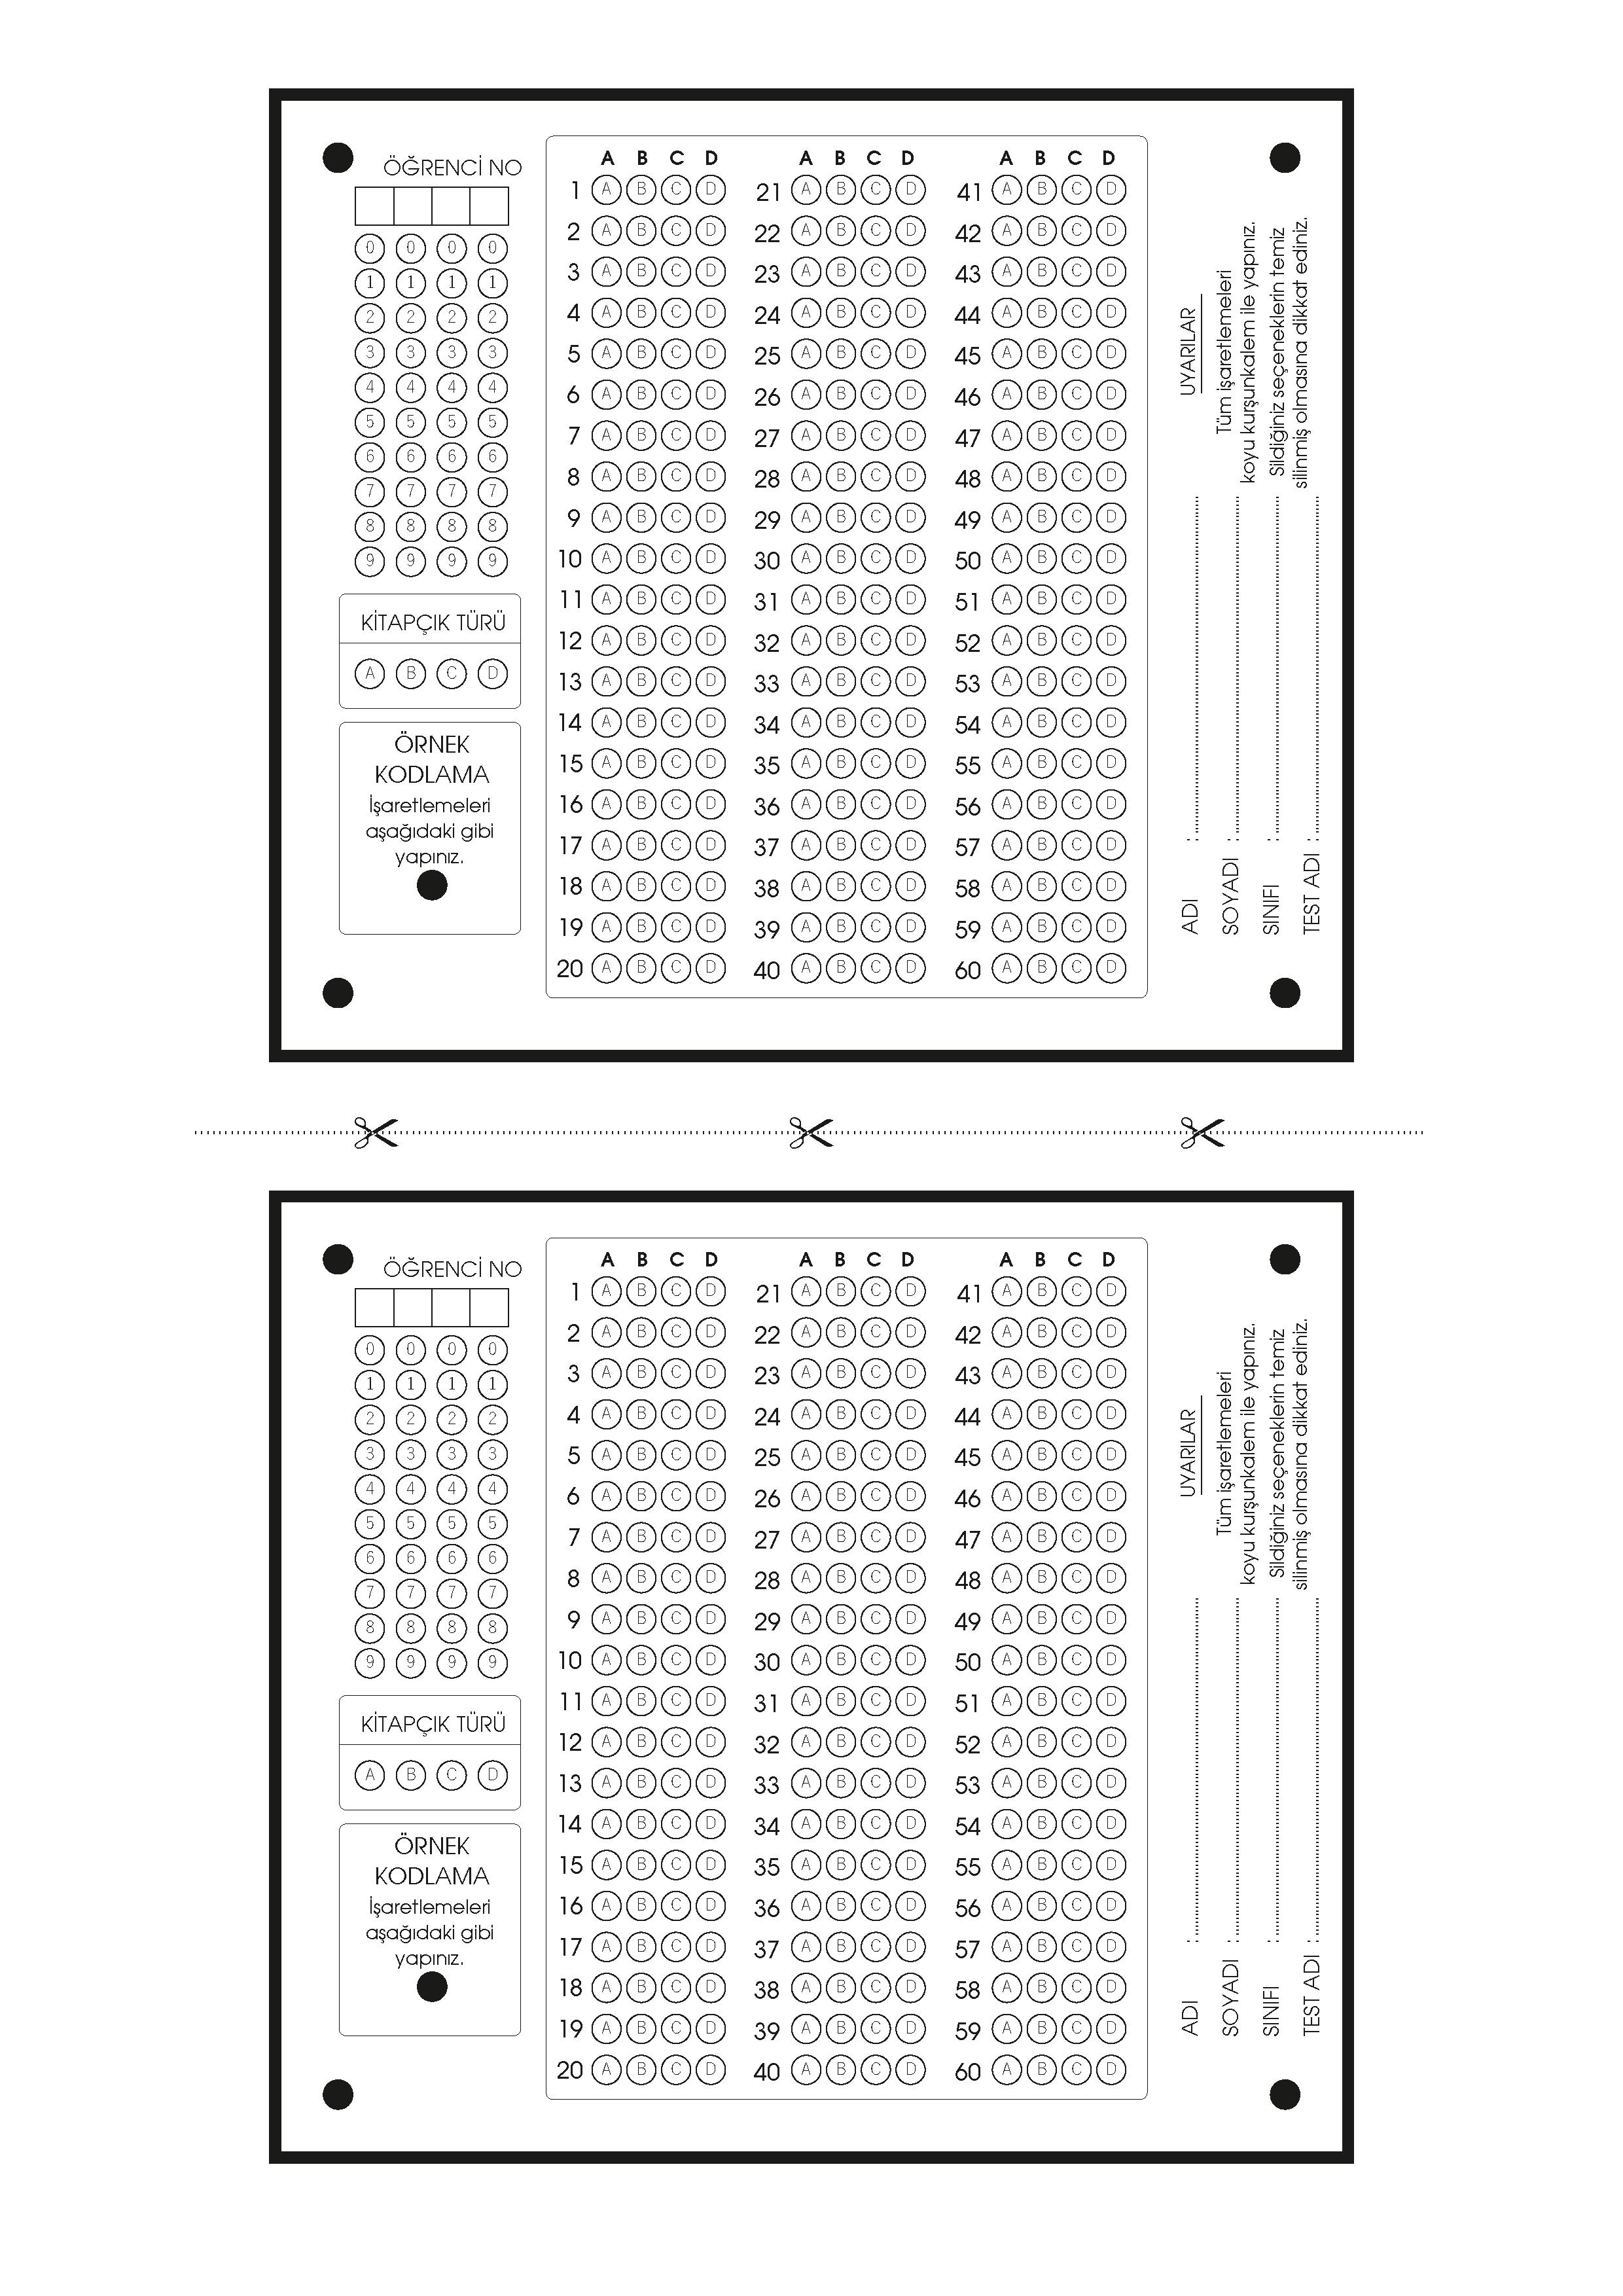 ÖĞRENCİ NO
0 0 0 0
1 1 1 1
2 2 2 2
3 3 3 3
4 4 4 4
5 5 5 5
6 6 6 6
7 7 7 7
8 8 8 8
9 9 9 9
KİTAPÇIK TÜRÜ
A B C D
ÖRNEK
KODLAMA
İşaretlemeleri
aşağıdaki gibi
yapınız.
A B C D A B C D A B C D
1 A B C D 21 A B C D 41 A B C D
2 A B C D 22 A B C D 42 A B C D
3 A B C D 23 A B C D 43 A B C D
4 A B C D 24 A B C D 44 A B C D
5 A B C D 25 A B C D 45 A B C D
6 A B C D 26 A B C D 46 A B C D
7 A B C D 27 A B C D 47 A B C D
8 A B C D 28 A B C D 48 A B C D
9 A B C D 29 A B C D 49 A B C D
10 A B C D 30 A B C D 50 A B C D
11 A B C D 31 A B C D 51 A B C D
12 A B C D 32 A B C D 52 A B C D
13 A B C D 33 A B C D 53 A B C D
14 A B C D 34 A B C D 54 A B C D
15 A B C D 35 A B C D 55 A B C D
16 A B C D 36 A B C D 56 A B C D
17 A B C D 37 A B C D 57 A B C D
18 A B C D 38 A B C D 58 A B C D
19 A B C D 39 A B C D 59 A B C D
20 A B C D 40 A B C D 60 A B C D
UYARILAR
Tüm işaretlemeleri
koyu kurşunkalem ile yapınız.
Sildiğiniz seçeneklerin temiz
silinmiş olmasına dikkat ediniz.
ADI :
SOYADI :
SINIFI :
TEST ADI :
ÖĞRENCİ NO
0 0 0 0
1 1 1 1
2 2 2 2
3 3 3 3
4 4 4 4
5 5 5 5
6 6 6 6
7 7 7 7
8 8 8 8
9 9 9 9
KİTAPÇIK TÜRÜ
A B C D
ÖRNEK
KODLAMA
İşaretlemeleri
aşağıdaki gibi
yapınız.
A B C D A B C D A B C D
1 A B C D 21 A B C D 41 A B C D
2 A B C D 22 A B C D 42 A B C D
3 A B C D 23 A B C D 43 A B C D
4 A B C D 24 A B C D 44 A B C D
5 A B C D 25 A B C D 45 A B C D
6 A B C D 26 A B C D 46 A B C D
7 A B C D 27 A B C D 47 A B C D
8 A B C D 28 A B C D 48 A B C D
9 A B C D 29 A B C D 49 A B C D
10 A B C D 30 A B C D 50 A B C D
11 A B C D 31 A B C D 51 A B C D
12 A B C D 32 A B C D 52 A B C D
13 A B C D 33 A B C D 53 A B C D
14 A B C D 34 A B C D 54 A B C D
15 A B C D 35 A B C D 55 A B C D
16 A B C D 36 A B C D 56 A B C D
17 A B C D 37 A B C D 57 A B C D
18 A B C D 38 A B C D 58 A B C D
19 A B C D 39 A B C D 59 A B C D
20 A B C D 40 A B C D 60 A B C D
UYARILAR
Tüm işaretlemeleri
koyu kurşunkalem ile yapınız.
Sildiğiniz seçeneklerin temiz
silinmiş olmasına dikkat ediniz.
ADI :
SOYADI :
SINIFI :
TEST ADI :